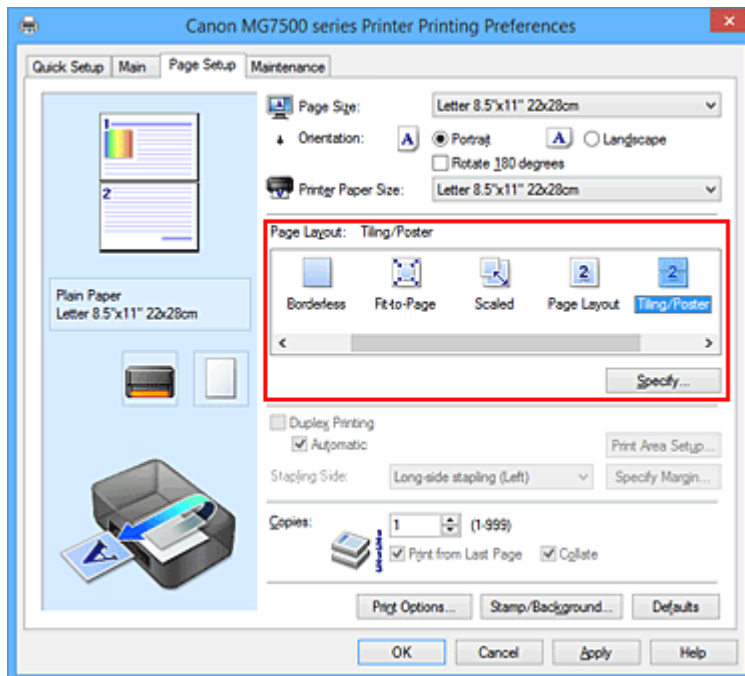 Canon MG7500 series Printer Printing Preferences
Quick Setup Main Page Setup Maintenance
Page Size: Letter 8.5"x11" 22x28cm
Orientation: A Portrait A Landscape
Rotate 180 degrees
Printer Paper Size: Letter 8.5"x11" 22x28cm
1
2
Page Layout: Tiling/Poster
2 2
Borderless Fit-to-Page Scaled Page Layout Tiling/Poster
Plain Paper
Letter 8.5"x11" 22x28cm
Specify...
Duplex Printing
Automatic Print Area Setup...
Stapling Side: Long-side stapling (Left) Specify Margin...
Copies: 1 (1-999)
Print from Last Page Collate
A
Print Options... Stamp/Background... Defaults
OK Cancel Apply Help